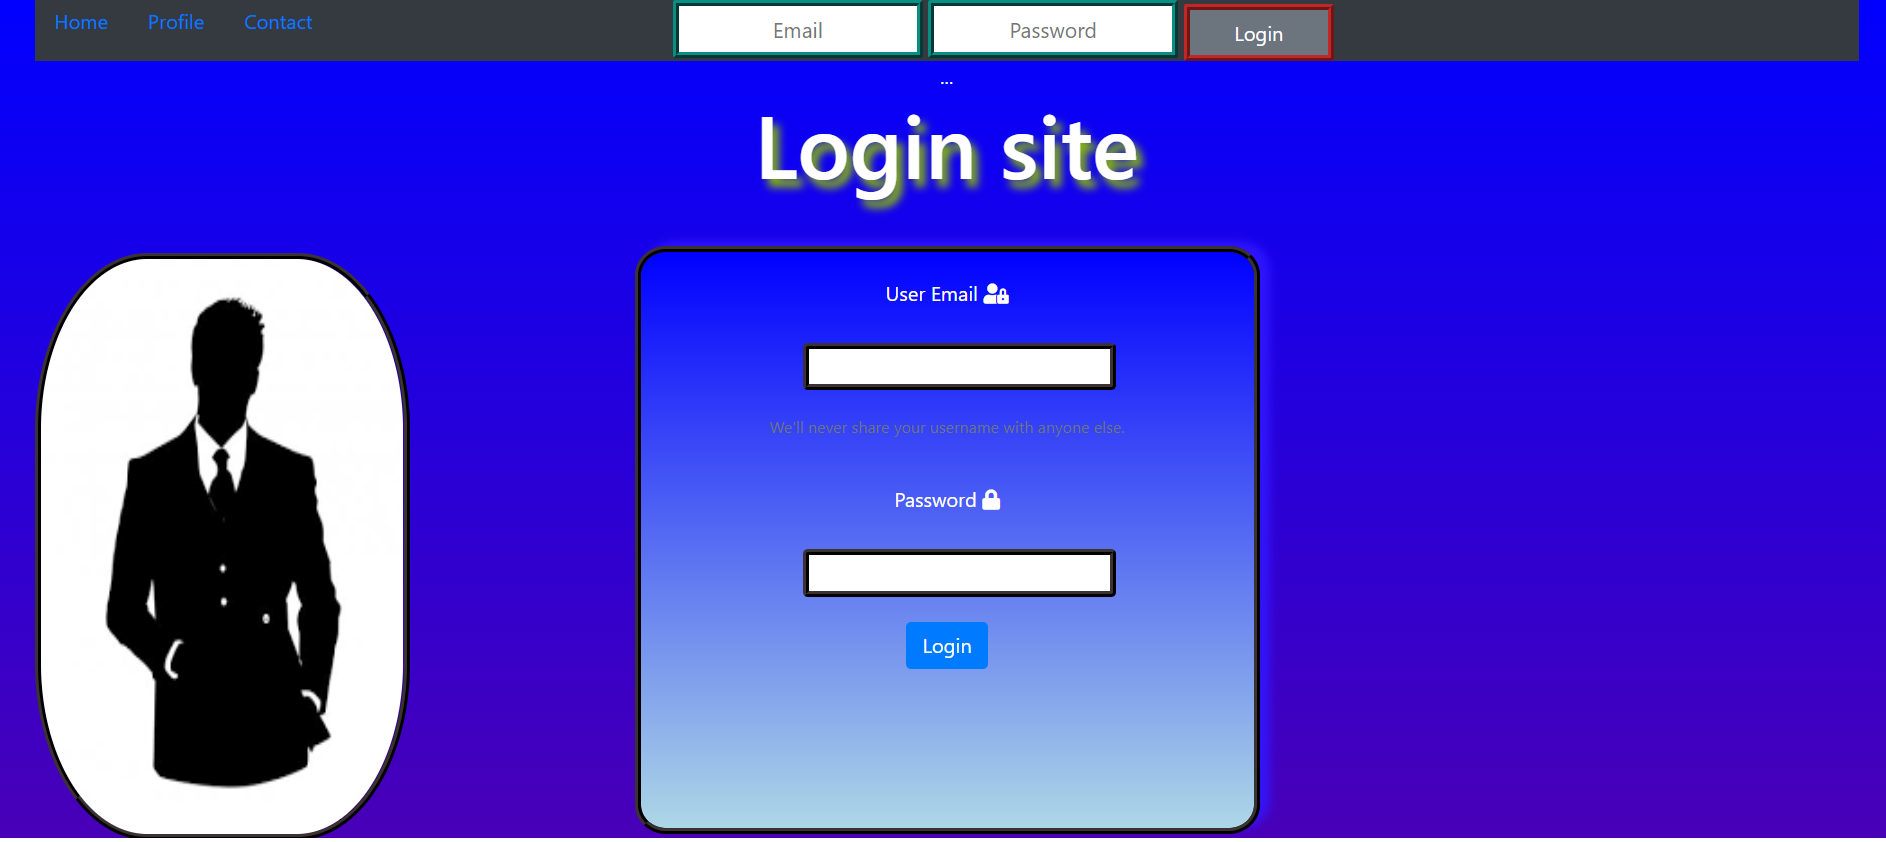 Home Profile Contact Email Password Login
...
Login site
User Email
We'll never share your username with anyone else.
Password
Login